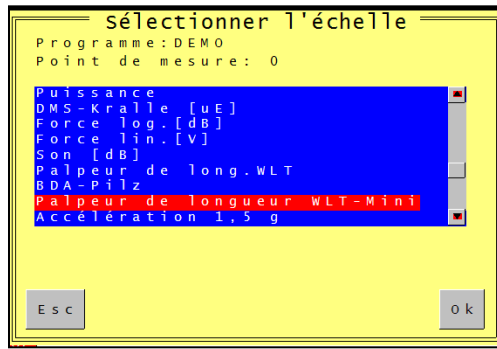 Sélectionner l'échelle
Programme:DEMO
Point de mesure: 0
Puissance
DMS-Kralle [uE]
Force log.[dB]
Force lin.[V]
Son [dB]
Palpeur de long.WLT
BDA-Pilz
Palpeur de longueur WLT-Mini
Accélération 1,5 g
Esc
Ok